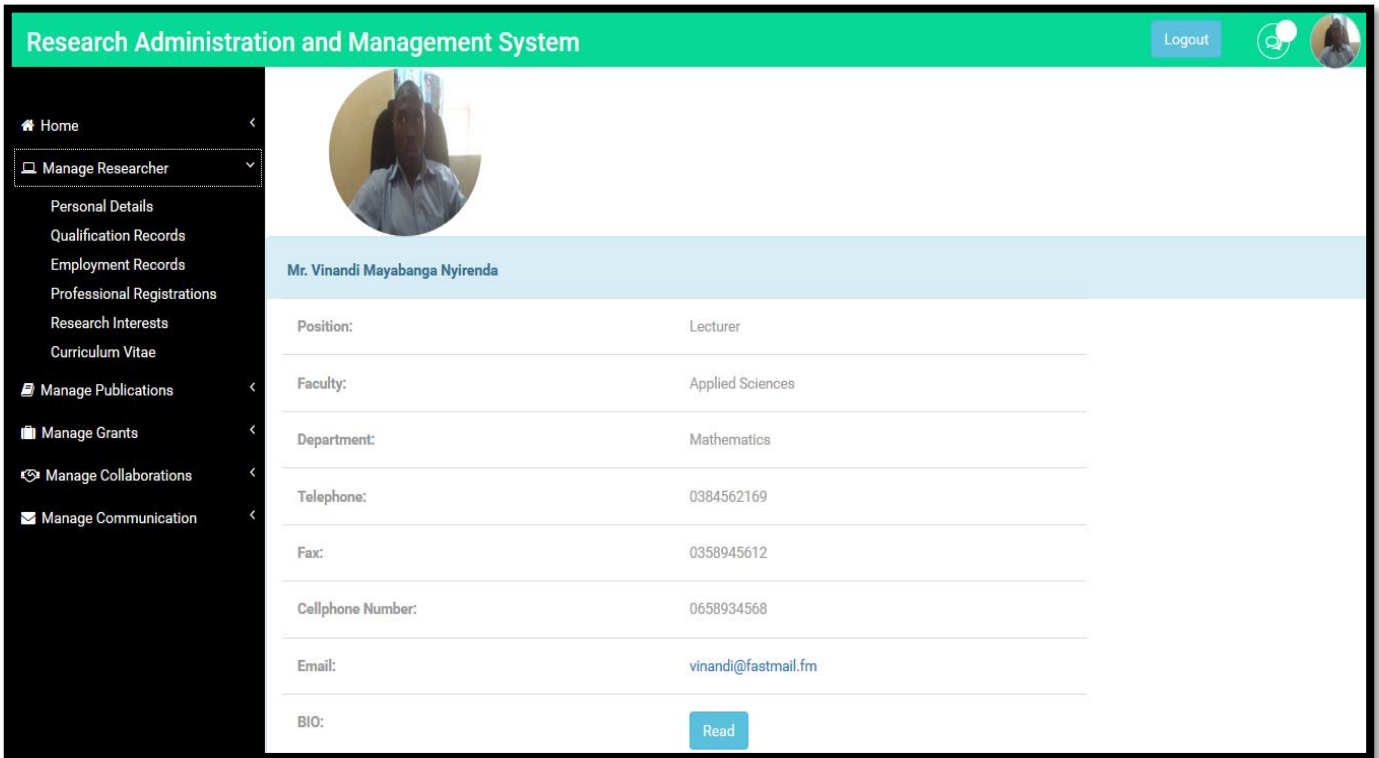 Research Administration and Management System
Logout
Home
Manage Researcher
Personal Details
Qualification Records
Employment Records
Professional Registrations
Research Interests
Curriculum Vitae
Manage Publications
Manage Grants
Manage Collaborations
Manage Communication
Mr. Vinandi Mayabanga Nyirenda
Position: Lecturer
Faculty: Applied Sciences
Department: Mathematics
Telephone: 0384562169
Fax: 0358945612
Cellphone Number: 0658934568
Email: vinandi@fastmail.fm
BIO: Read